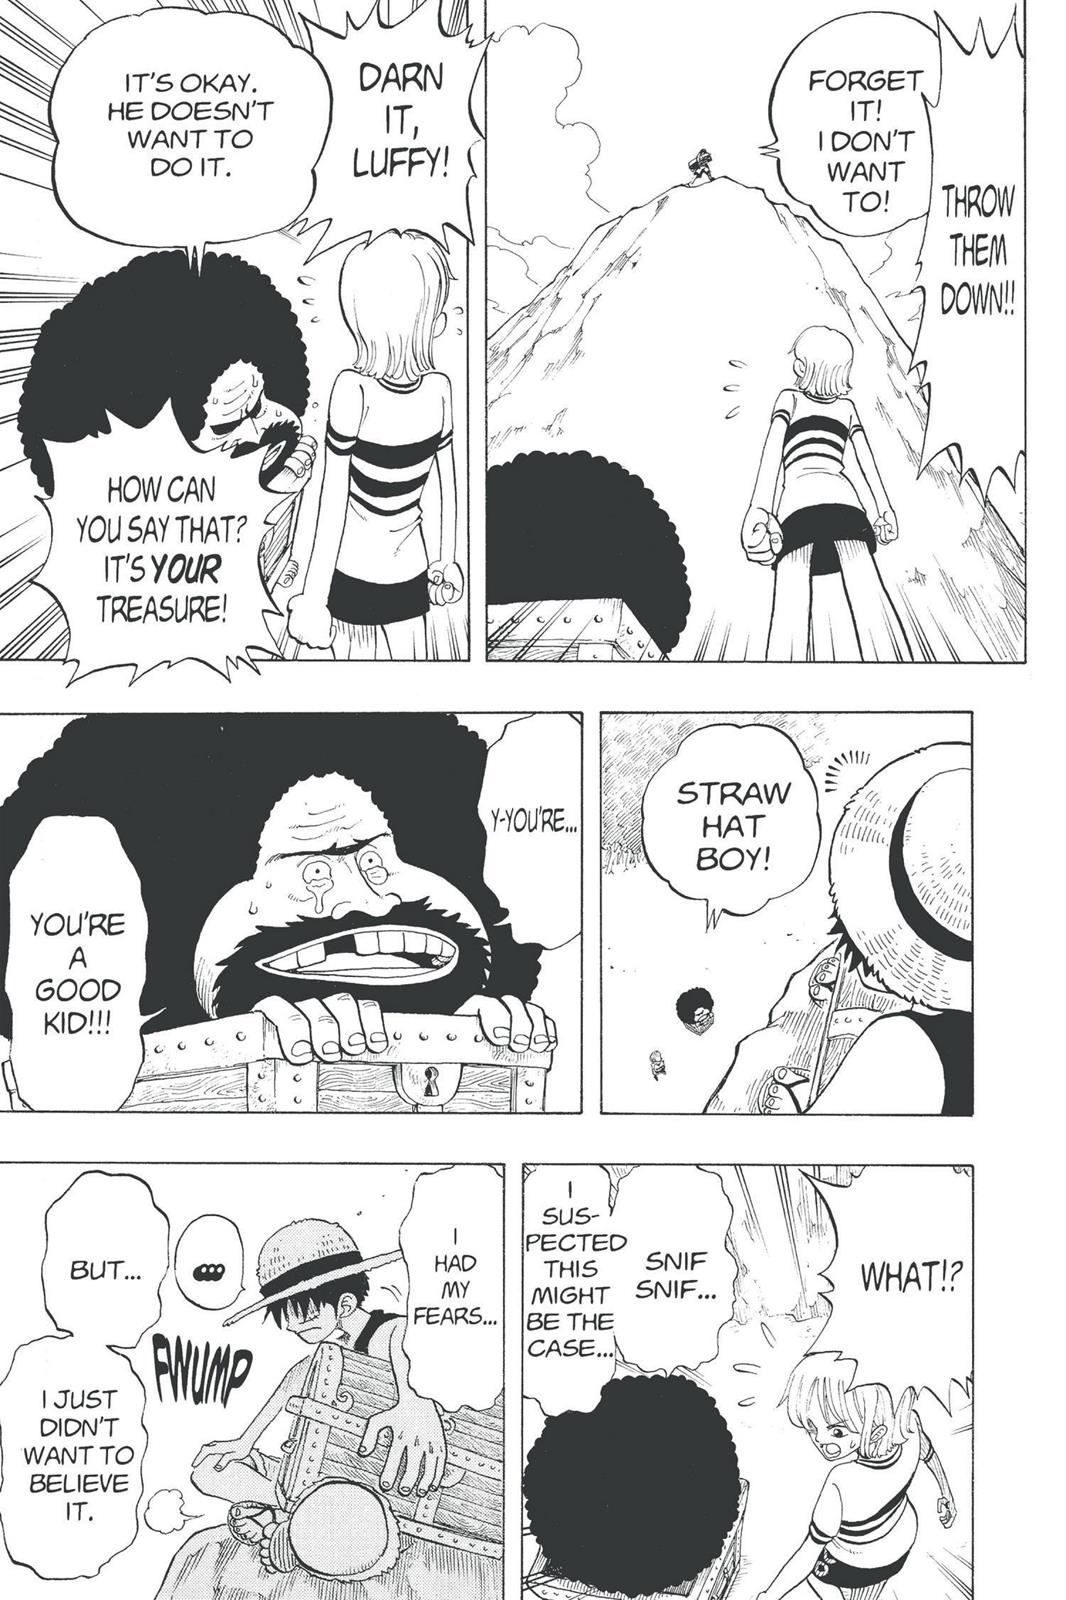 THROW
THEM
DOWN!!
FORGET
IT!
I DON'T
WANT
TO!
DARN
IT,
LUFFY!
IT'S OKAY.
HE DOESN'T
WANT TO
DO IT.
HOW CAN
YOU SAY THAT?
IT'S YOUR
TREASURE!
STRAW
HAT
BOY!
Y-YOU'RE...
YOU'RE
A
GOOD
KID!!!
WHAT!?
SNIF
SNIF...
I
SUS-
PECTED
THIS
MIGHT
BE THE
CASE...
I
HAD
MY
FEARS...
...
BUT...
FWUMP
I JUST
DIDN'T
WANT TO
BELIEVE
IT.